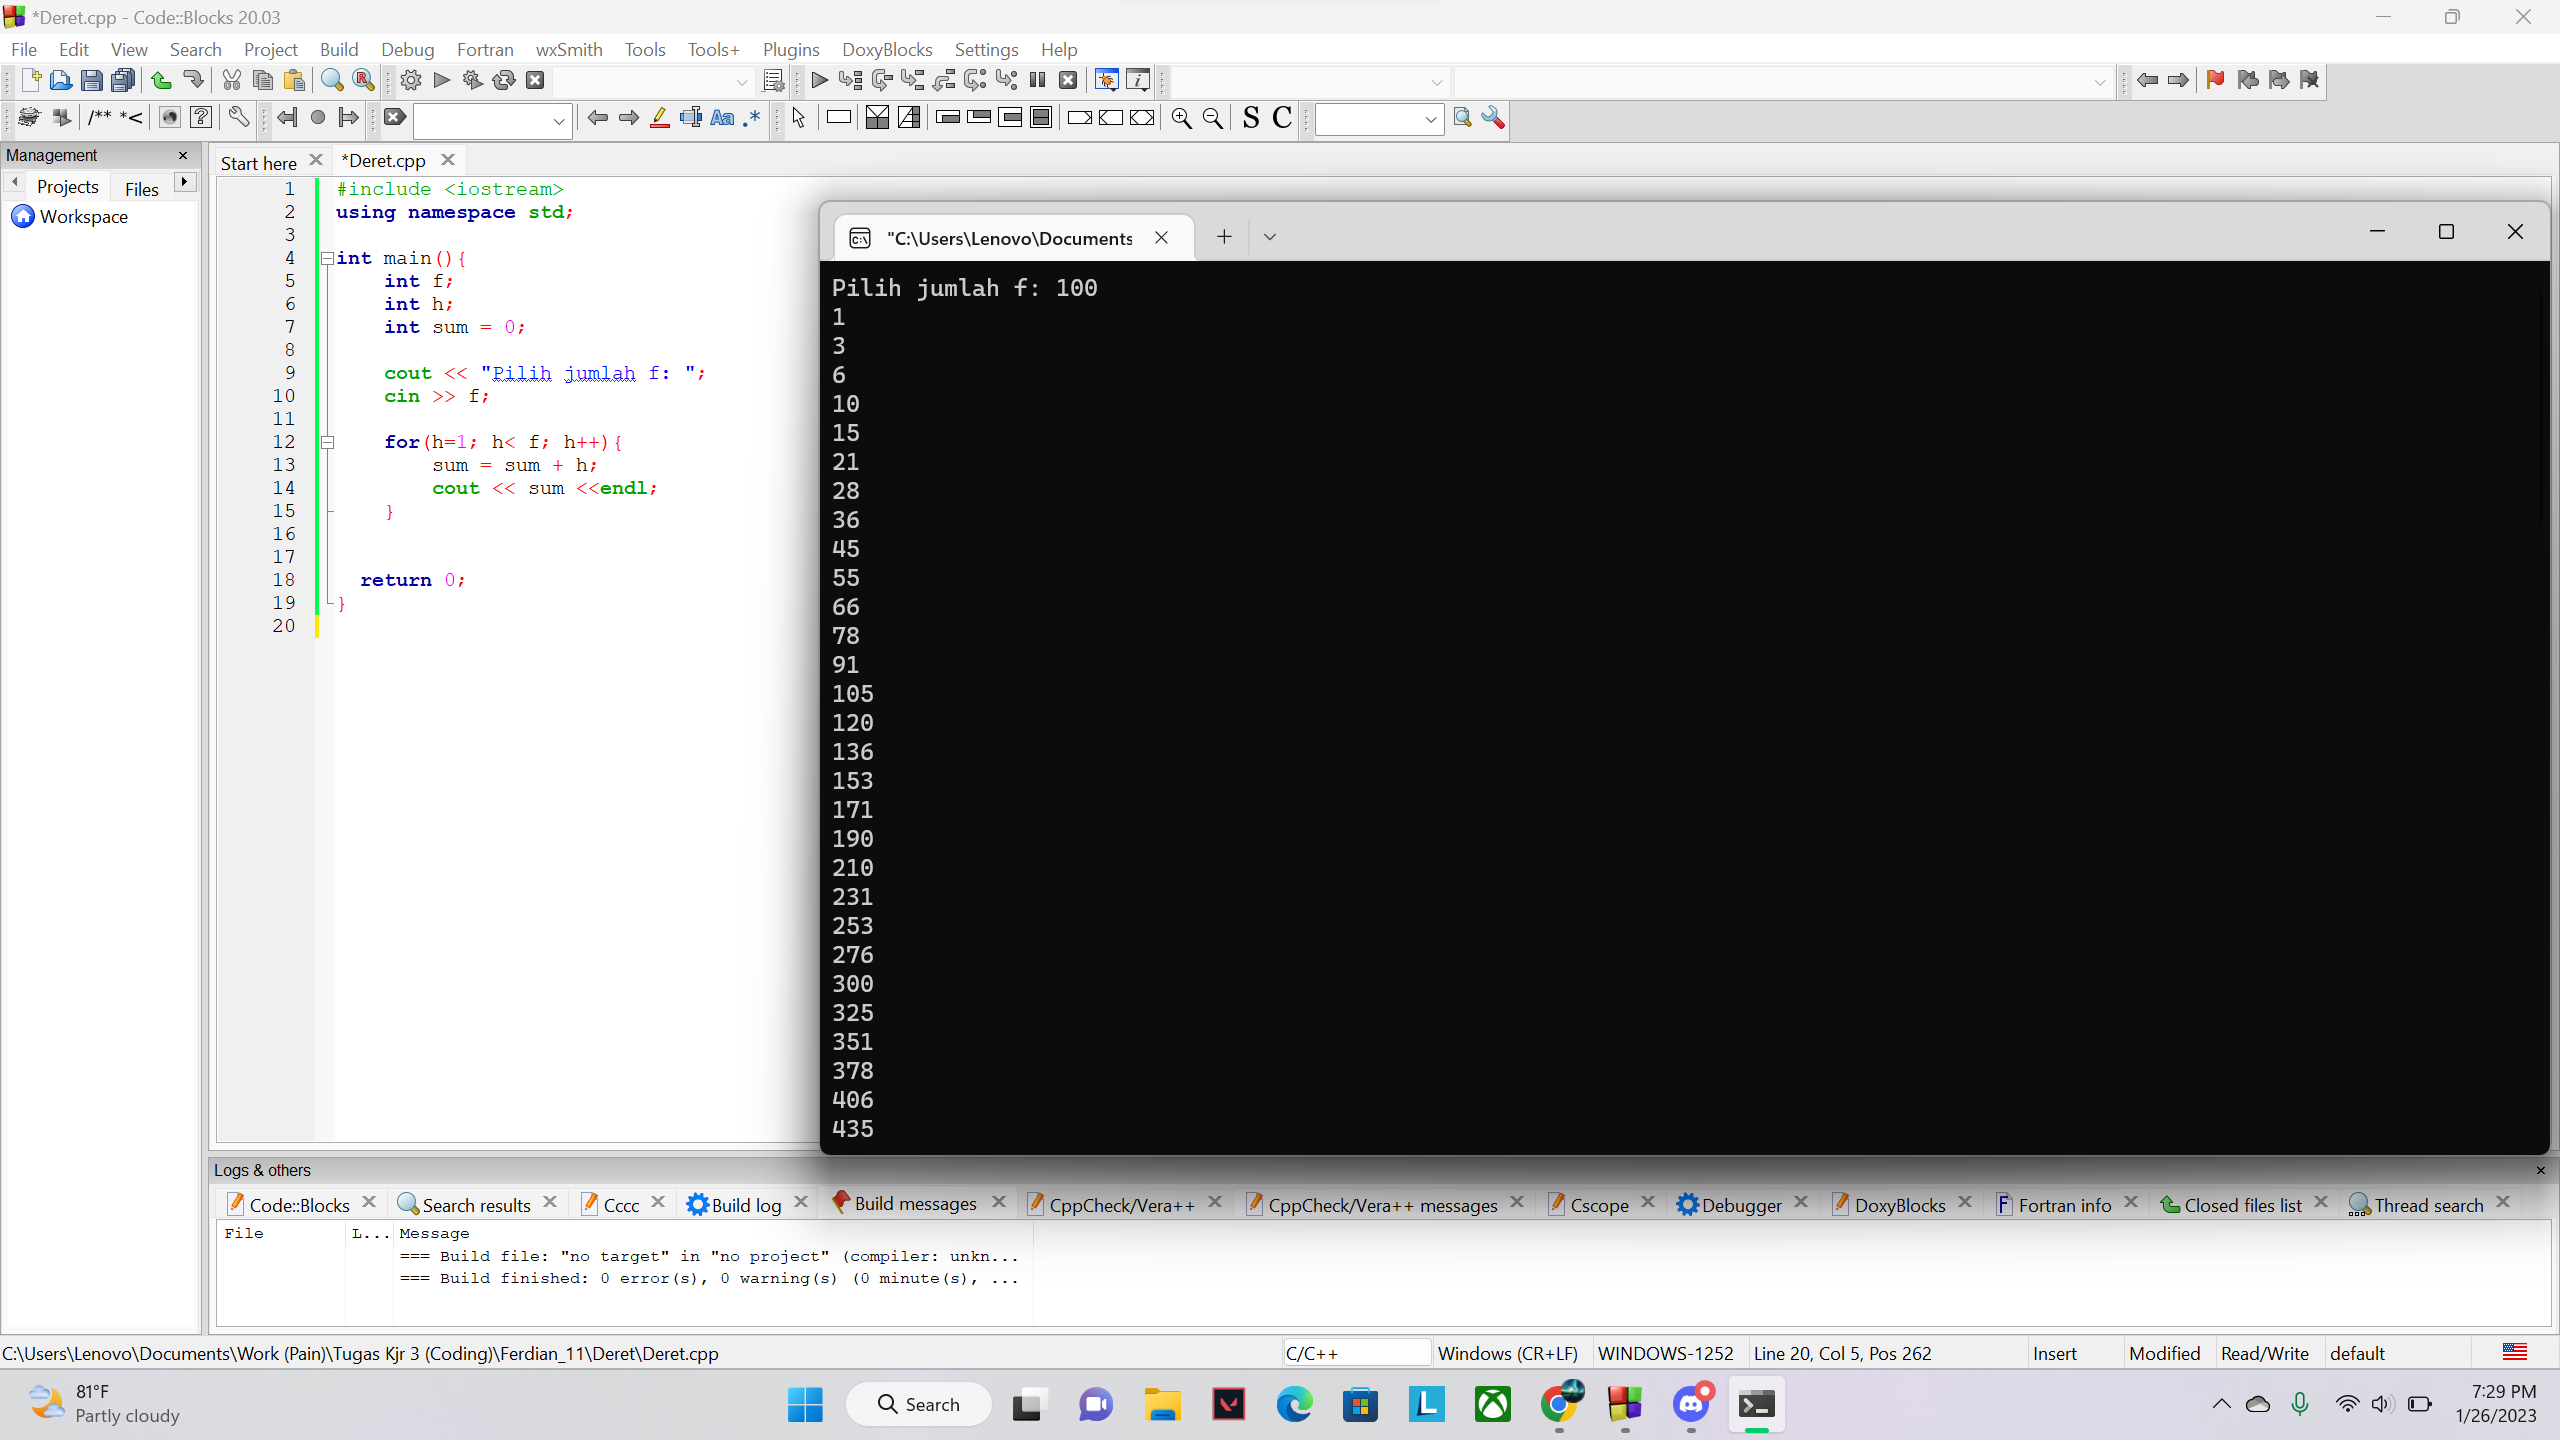 *Deret.cpp - Code::Blocks 20.03
File Edit View Search Project Build Debug Fortran wxSmith Tools Tools+ Plugins DoxyBlocks Settings Help
/** *<
Aa .* S C
Management
Projects Files
Workspace
Start here *Deret.cpp
1 #include <iostream>
2 using namespace std;
3
4 int main(){
5 int f;
6 int h;
7 int sum = 0;
8
9 cout << "Pilih jumlah f: ";
10 cin >> f;
11
12 for(h=1; h< f; h++){
13 sum = sum + h;
14 cout << sum <<endl;
15 }
16
17
18 return 0;
19 }
20
"C:\Users\Lenovo\Documents
Pilih jumlah f: 100
1
3
6
10
15
21
28
36
45
55
66
78
91
105
120
136
153
171
190
210
231
253
276
300
325
351
378
406
435
Logs & others
Code::Blocks Search results Cccc Build log Build messages CppCheck/Vera++ CppCheck/Vera++ messages Cscope Debugger DoxyBlocks Fortran info Closed files list Thread search
File L... Message
=== Build file: "no target" in "no project" (compiler: unkn...
=== Build finished: 0 error(s), 0 warning(s) (0 minute(s), ...
C:\Users\Lenovo\Documents\Work (Pain)\Tugas Kjr 3 (Coding)\Ferdian_11\Deret\Deret.cpp C/C++ Windows (CR+LF) WINDOWS-1252 Line 20, Col 5, Pos 262 Insert Modified Read/Write default
81°F
Partly cloudy
Search
7:29 PM
1/26/2023